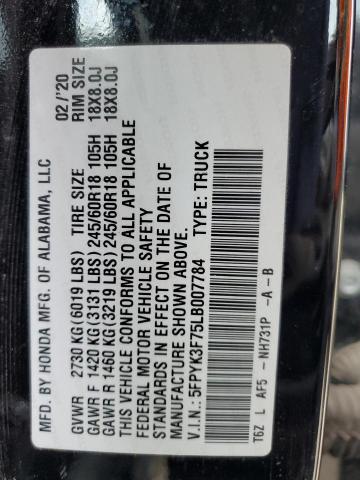 MFD. BY HONDA MFG. OF ALABAMA, LLC 02/'20
GVWR 2730 KG (6019 LBS) TIRE SIZE RIM SIZE
GAWR F 1420 KG (3131 LBS) 245/60R18 105H 18X8.0J
GAWR R 1460 KG (3219 LBS) 245/60R18 105H 18X8.0J
THIS VEHICLE CONFORMS TO ALL APPLICABLE
FEDERAL MOTOR VEHICLE SAFETY
STANDARDS IN EFFECT ON THE DATE OF
MANUFACTURE SHOWN ABOVE.
V.I.N.: 5FPYK3F75LB007784 TYPE: TRUCK
T6Z L AF5 -NH731P -A -B